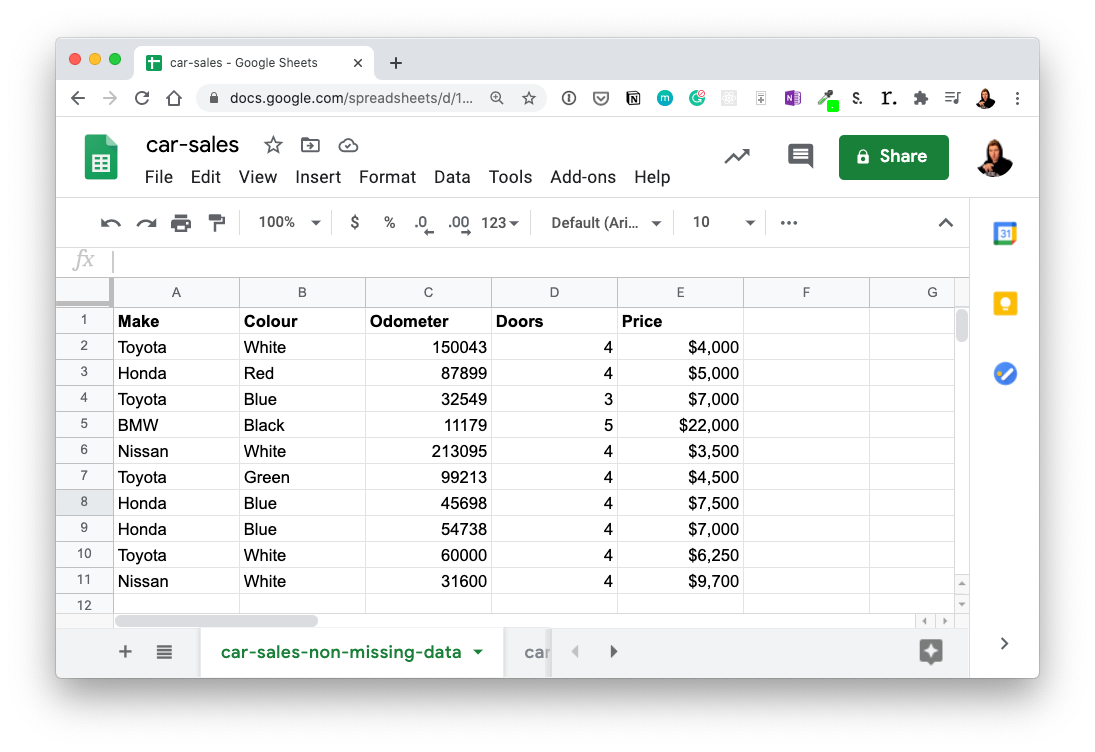 car-sales - Google Sheets
docs.google.com/spreadsheets/d/1...
car-sales
File Edit View Insert Format Data Tools Add-ons Help
Share
100% $ % .0 .00 123 Default (Ari... 10
fx
A B C D E F G
1 Make Colour Odometer Doors Price
2 Toyota White 150043 4 $4,000
3 Honda Red 87899 4 $5,000
4 Toyota Blue 32549 3 $7,000
5 BMW Black 11179 5 $22,000
6 Nissan White 213095 4 $3,500
7 Toyota Green 99213 4 $4,500
8 Honda Blue 45698 4 $7,500
9 Honda Blue 54738 4 $7,000
10 Toyota White 60000 4 $6,250
11 Nissan White 31600 4 $9,700
12
car-sales-non-missing-data car
31